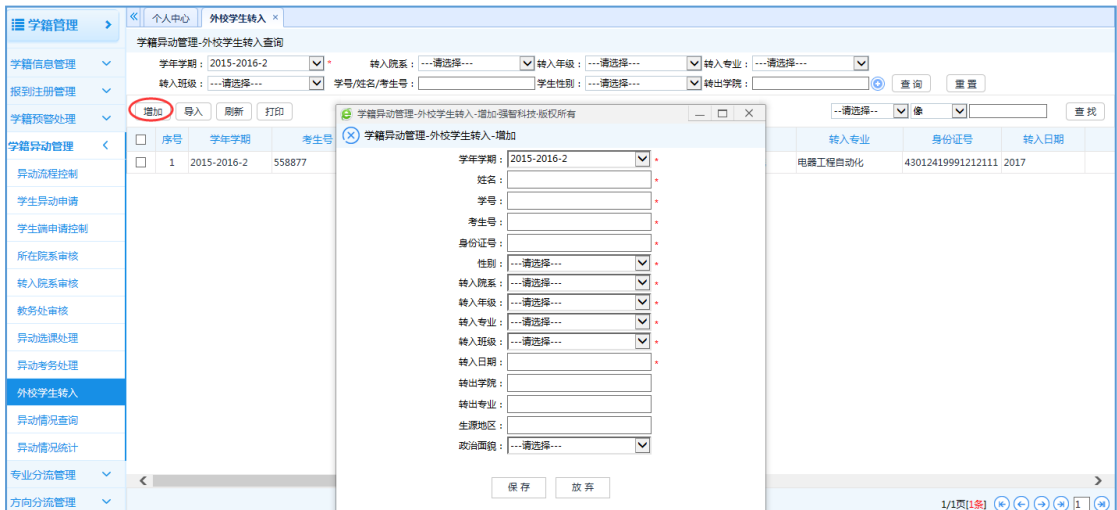 学籍管理
个人中心 外校学生转入 ×
学籍异动管理-外校学生转入查询
学籍信息管理
学年学期：2015-2016-2 * 转入院系：---请选择--- 转入年级：---请选择--- 转入专业：---请选择---
报到注册管理
转入班级：---请选择--- 学号/姓名/考生号： 学生性别：---请选择--- 转出学院： 查询 重置
学籍预警处理
增加 导入 刷新 打印 --请选择-- 像 查找
学籍异动管理-外校学生转入-增加-强智科技-版权所有
学籍异动管理-外校学生转入-增加
学籍异动管理
序号 学年学期 考生号 转入专业 身份证号 转入日期
1 2015-2016-2 558877 电器工程自动化 43012419991212111 2017
异动流程控制
学生异动申请
学生端申请控制
所在院系审核
转入院系审核
教务处审核
异动选课处理
异动考务处理
外校学生转入
异动情况查询
异动情况统计
专业分流管理
方向分流管理
学年学期：2015-2016-2 *
姓名： *
学号： *
考生号： *
身份证号： *
性别：---请选择--- *
转入院系：---请选择--- *
转入年级：---请选择--- *
转入专业：---请选择--- *
转入班级：---请选择--- *
转入日期： *
转出学院：
转出专业：
生源地区：
政治面貌：---请选择---
保存 放弃
1/1页[1条] 1